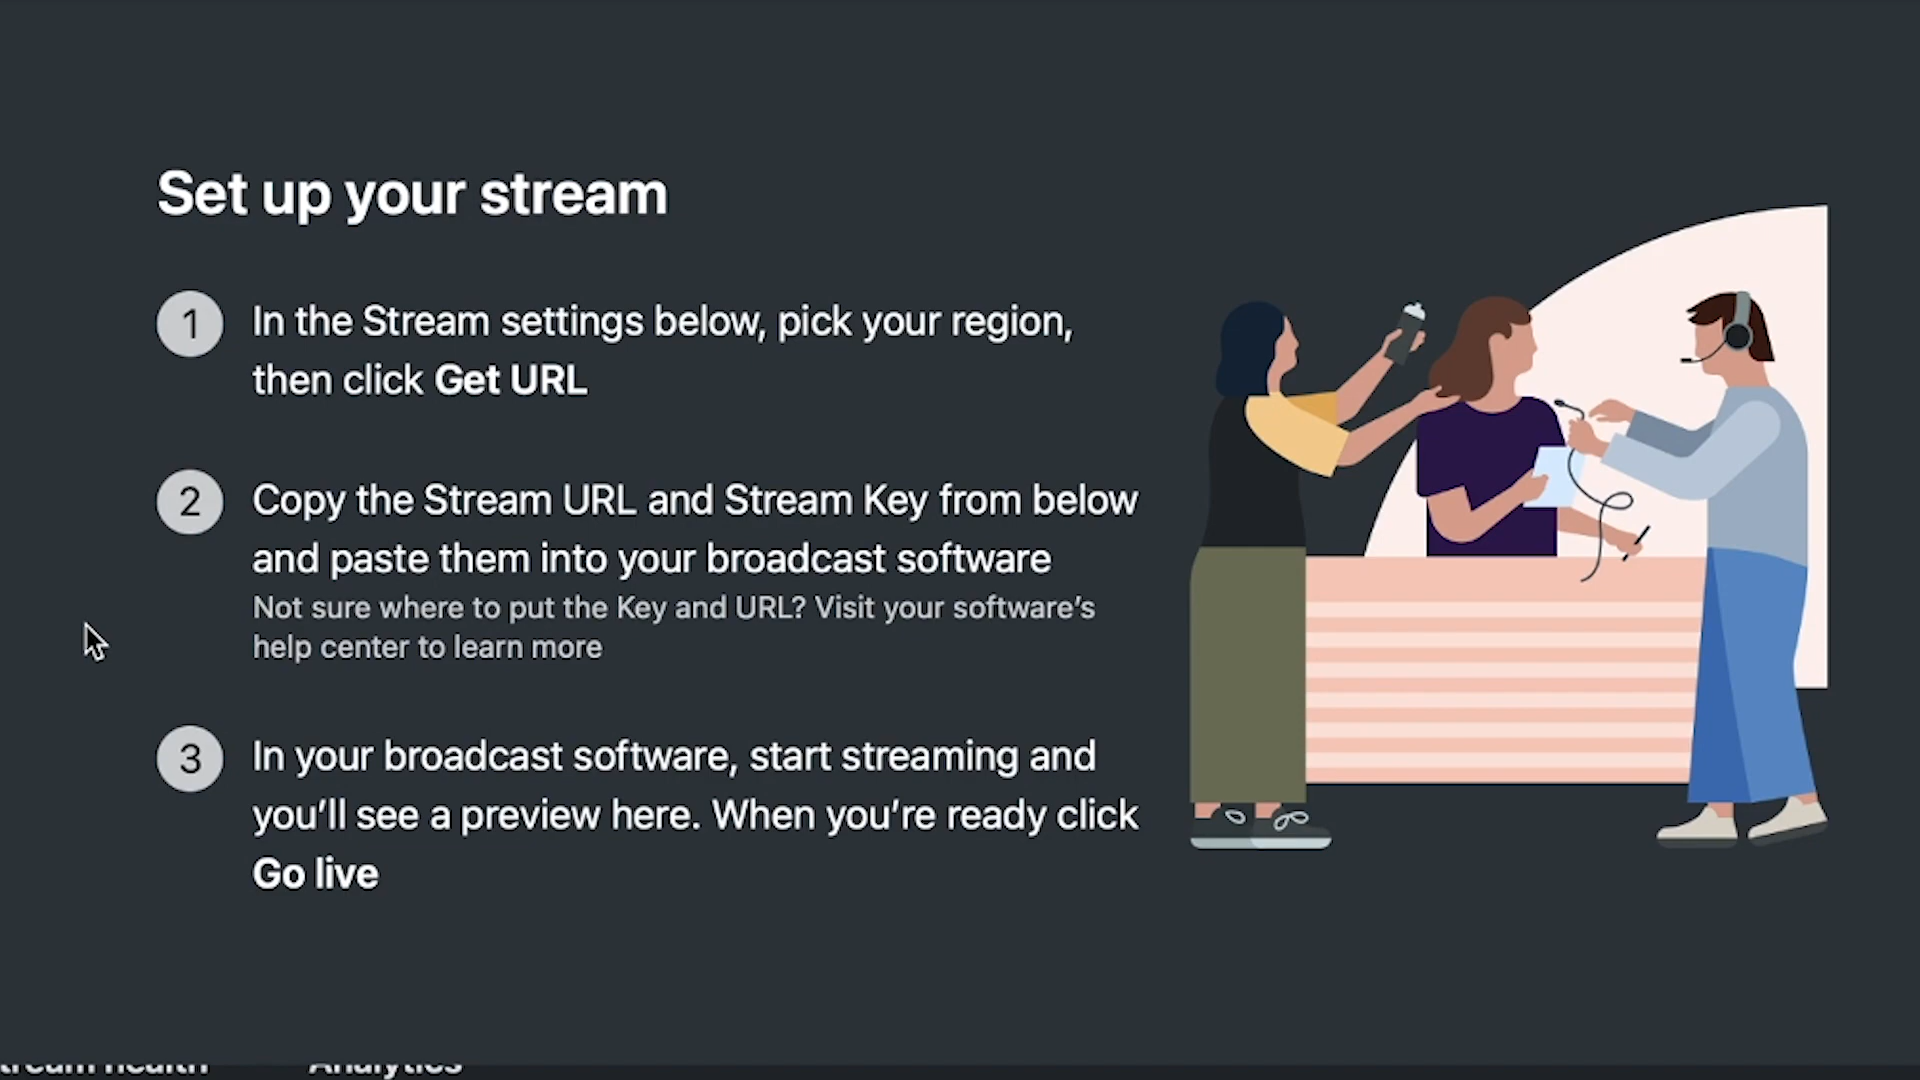 Set up your stream
1 In the Stream settings below, pick your region,
then click Get URL
2 Copy the Stream URL and Stream Key from below
and paste them into your broadcast software
Not sure where to put the Key and URL? Visit your software’s
help center to learn more
3 In your broadcast software, start streaming and
you’ll see a preview here. When you’re ready click
Go live
tream health Analytics